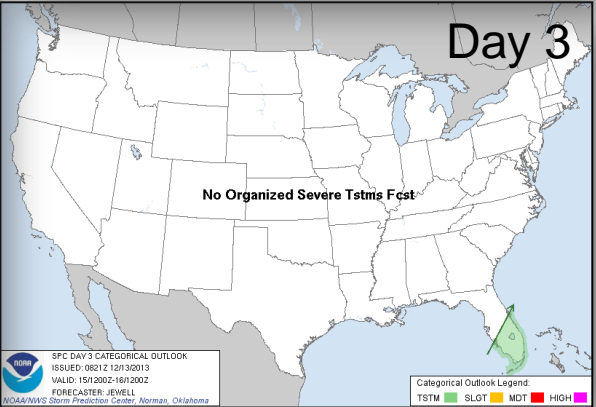 Day 3
No Organized Severe Tstms Fcst
NOAA
SPC DAY 3 CATEGORICAL OUTLOOK
ISSUED: 0821Z 12/13/2013
VALID: 15/1200Z-16/1200Z
FORECASTER: JEWELL
NOAA/NWS Storm Prediction Center, Norman, Oklahoma
Categorical Outlook Legend:
TSTM SLGT MDT HIGH